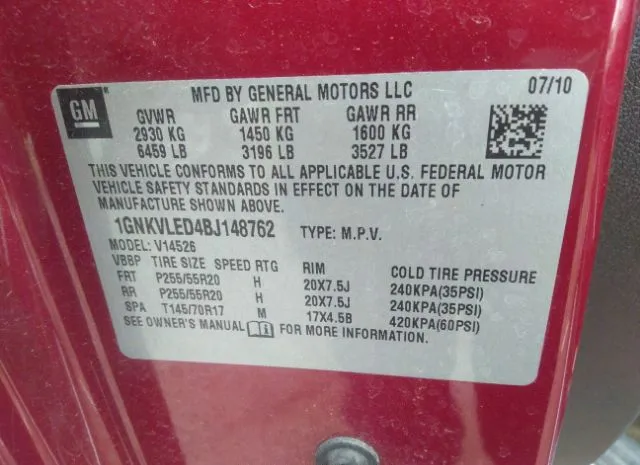 GM
MFD BY GENERAL MOTORS LLC 07/10
GVWR GAWR FRT GAWR RR
2930 KG 1450 KG 1600 KG
6459 LB 3196 LB 3527 LB
THIS VEHICLE CONFORMS TO ALL APPLICABLE U.S. FEDERAL MOTOR
VEHICLE SAFETY STANDARDS IN EFFECT ON THE DATE OF
MANUFACTURE SHOWN ABOVE.
1GNKVLED4BJ148762 TYPE: M.P.V.
MODEL: V14526
VBBP TIRE SIZE SPEED RTG RIM COLD TIRE PRESSURE
FRT P255/55R20 H 20X7.5J 240KPA(35PSI)
RR P255/55R20 H 20X7.5J 240KPA(35PSI)
SPA T145/70R17 M 17X4.5B 420KPA(60PSI)
SEE OWNER'S MANUAL FOR MORE INFORMATION.